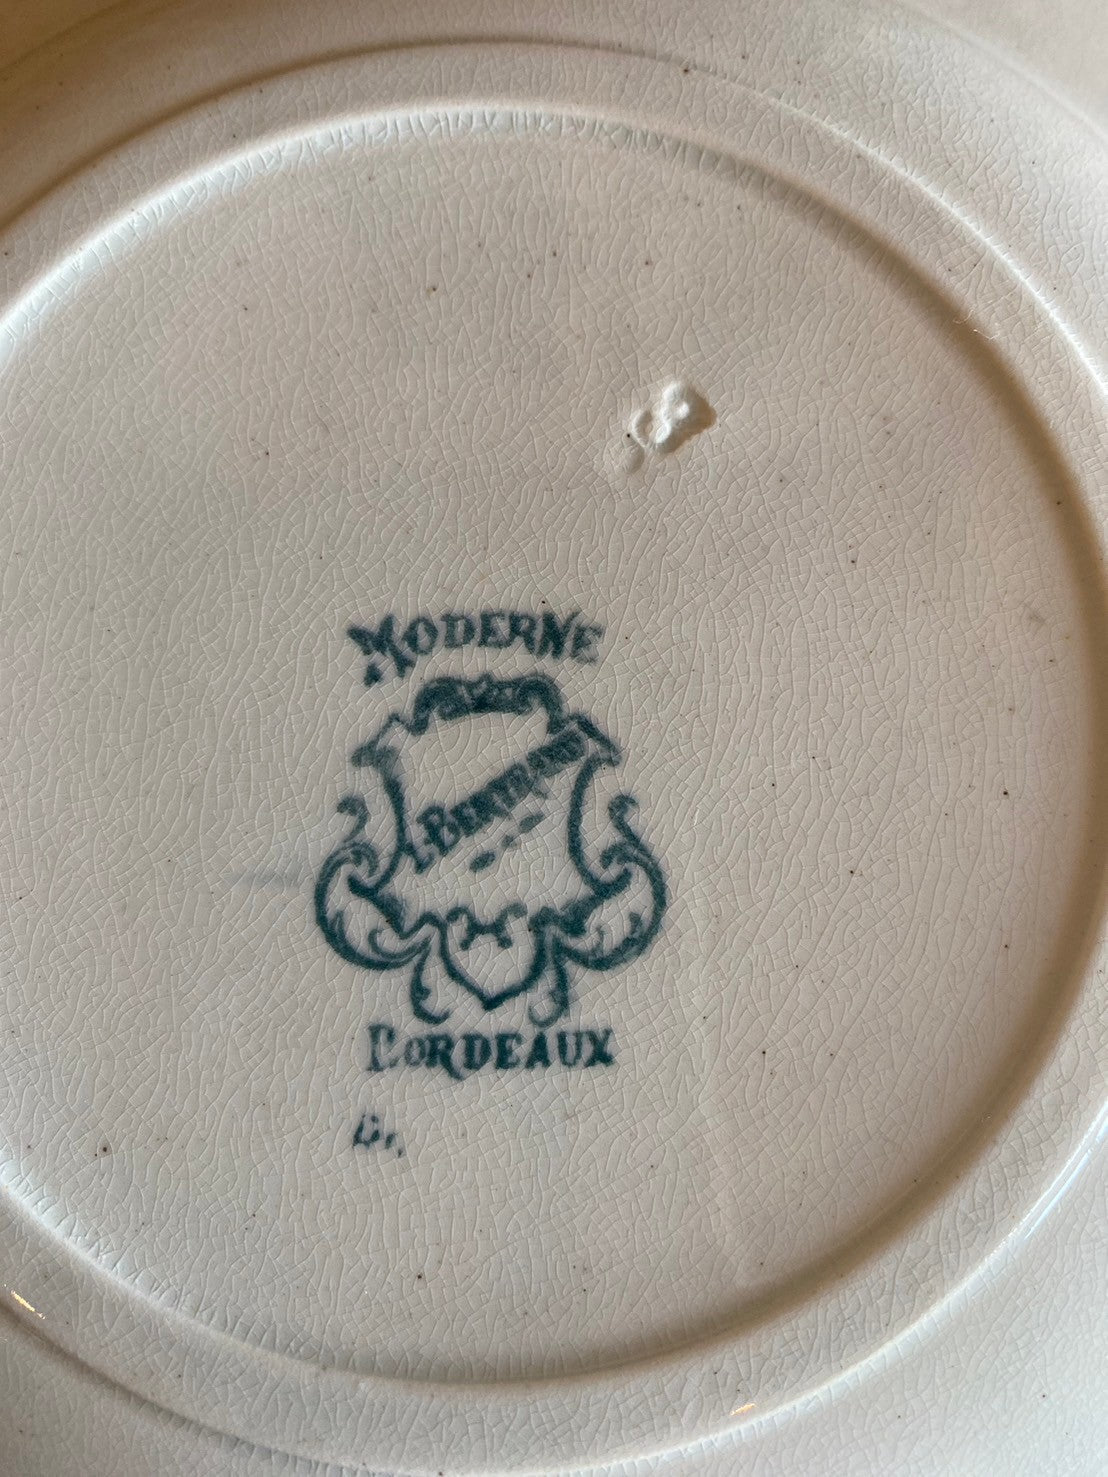 MODERNE
L. BERTRAND
BORDEAUX
B.